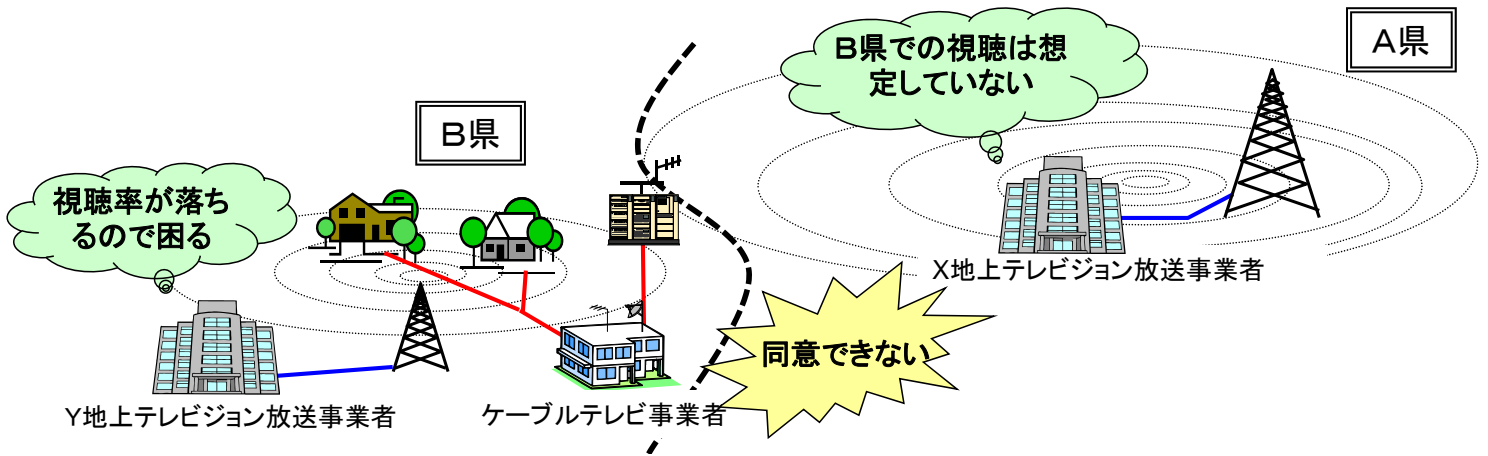 A県
B県での視聴は想
定していない
B県
視聴率が落ち
るので困る
X地上テレビジョン放送事業者
同意できない
Y地上テレビジョン放送事業者
ケーブルテレビ事業者